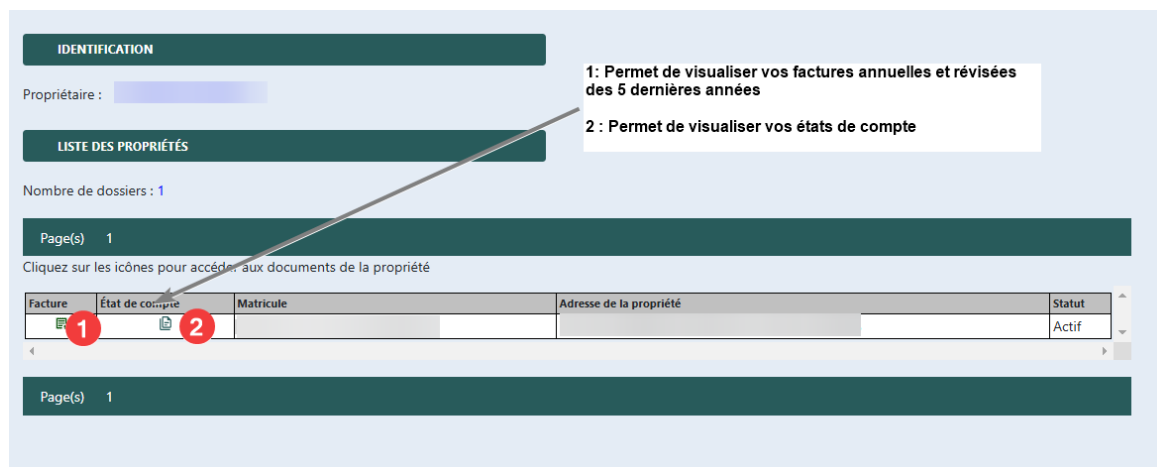 IDENTIFICATION
Propriétaire :
1: Permet de visualiser vos factures annuelles et révisées
des 5 dernières années
2 : Permet de visualiser vos états de compte
LISTE DES PROPRIÉTÉS
Nombre de dossiers : 1
Page(s) 1
Cliquez sur les icônes pour accéder aux documents de la propriété
Facture État de compte Matricule Adresse de la propriété Statut
1 2 Actif
Page(s) 1